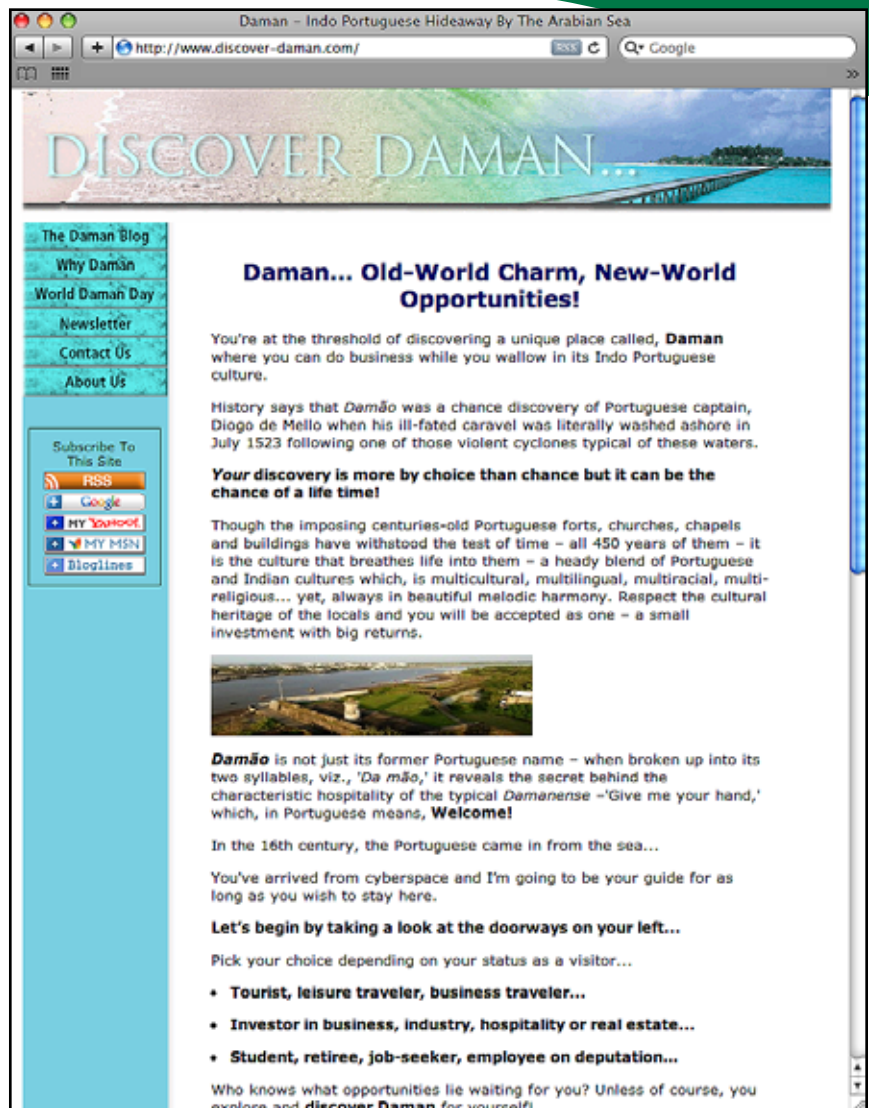 Daman – Indo Portuguese Hideaway By The Arabian Sea
http://www.discover-daman.com/
RSS
Google
DISCOVER DAMAN...
The Daman Blog
Why Daman
World Daman Day
Newsletter
Contact Us
About Us
Subscribe To
This Site
RSS
Google
MY YAHOO!
MY MSN
Bloglines
Daman... Old-World Charm, New-World
Opportunities!
You're at the threshold of discovering a unique place called, Daman
where you can do business while you wallow in its Indo Portuguese
culture.
History says that Damão was a chance discovery of Portuguese captain,
Diogo de Mello when his ill-fated caravel was literally washed ashore in
July 1523 following one of those violent cyclones typical of these waters.
Your discovery is more by choice than chance but it can be the
chance of a life time!
Though the imposing centuries-old Portuguese forts, churches, chapels
and buildings have withstood the test of time – all 450 years of them – it
is the culture that breathes life into them – a heady blend of Portuguese
and Indian cultures which, is multicultural, multilingual, multiracial, multi-
religious... yet, always in beautiful melodic harmony. Respect the cultural
heritage of the locals and you will be accepted as one – a small
investment with big returns.
Damão is not just its former Portuguese name – when broken up into its
two syllables, viz., 'Da mão,' it reveals the secret behind the
characteristic hospitality of the typical Damanense –'Give me your hand,'
which, in Portuguese means, Welcome!
In the 16th century, the Portuguese came in from the sea...
You've arrived from cyberspace and I'm going to be your guide for as
long as you wish to stay here.
Let's begin by taking a look at the doorways on your left...
Pick your choice depending on your status as a visitor...
• Tourist, leisure traveler, business traveler...
• Investor in business, industry, hospitality or real estate...
• Student, retiree, job-seeker, employee on deputation...
Who knows what opportunities lie waiting for you? Unless of course, you
explore and discover Daman for yourself!